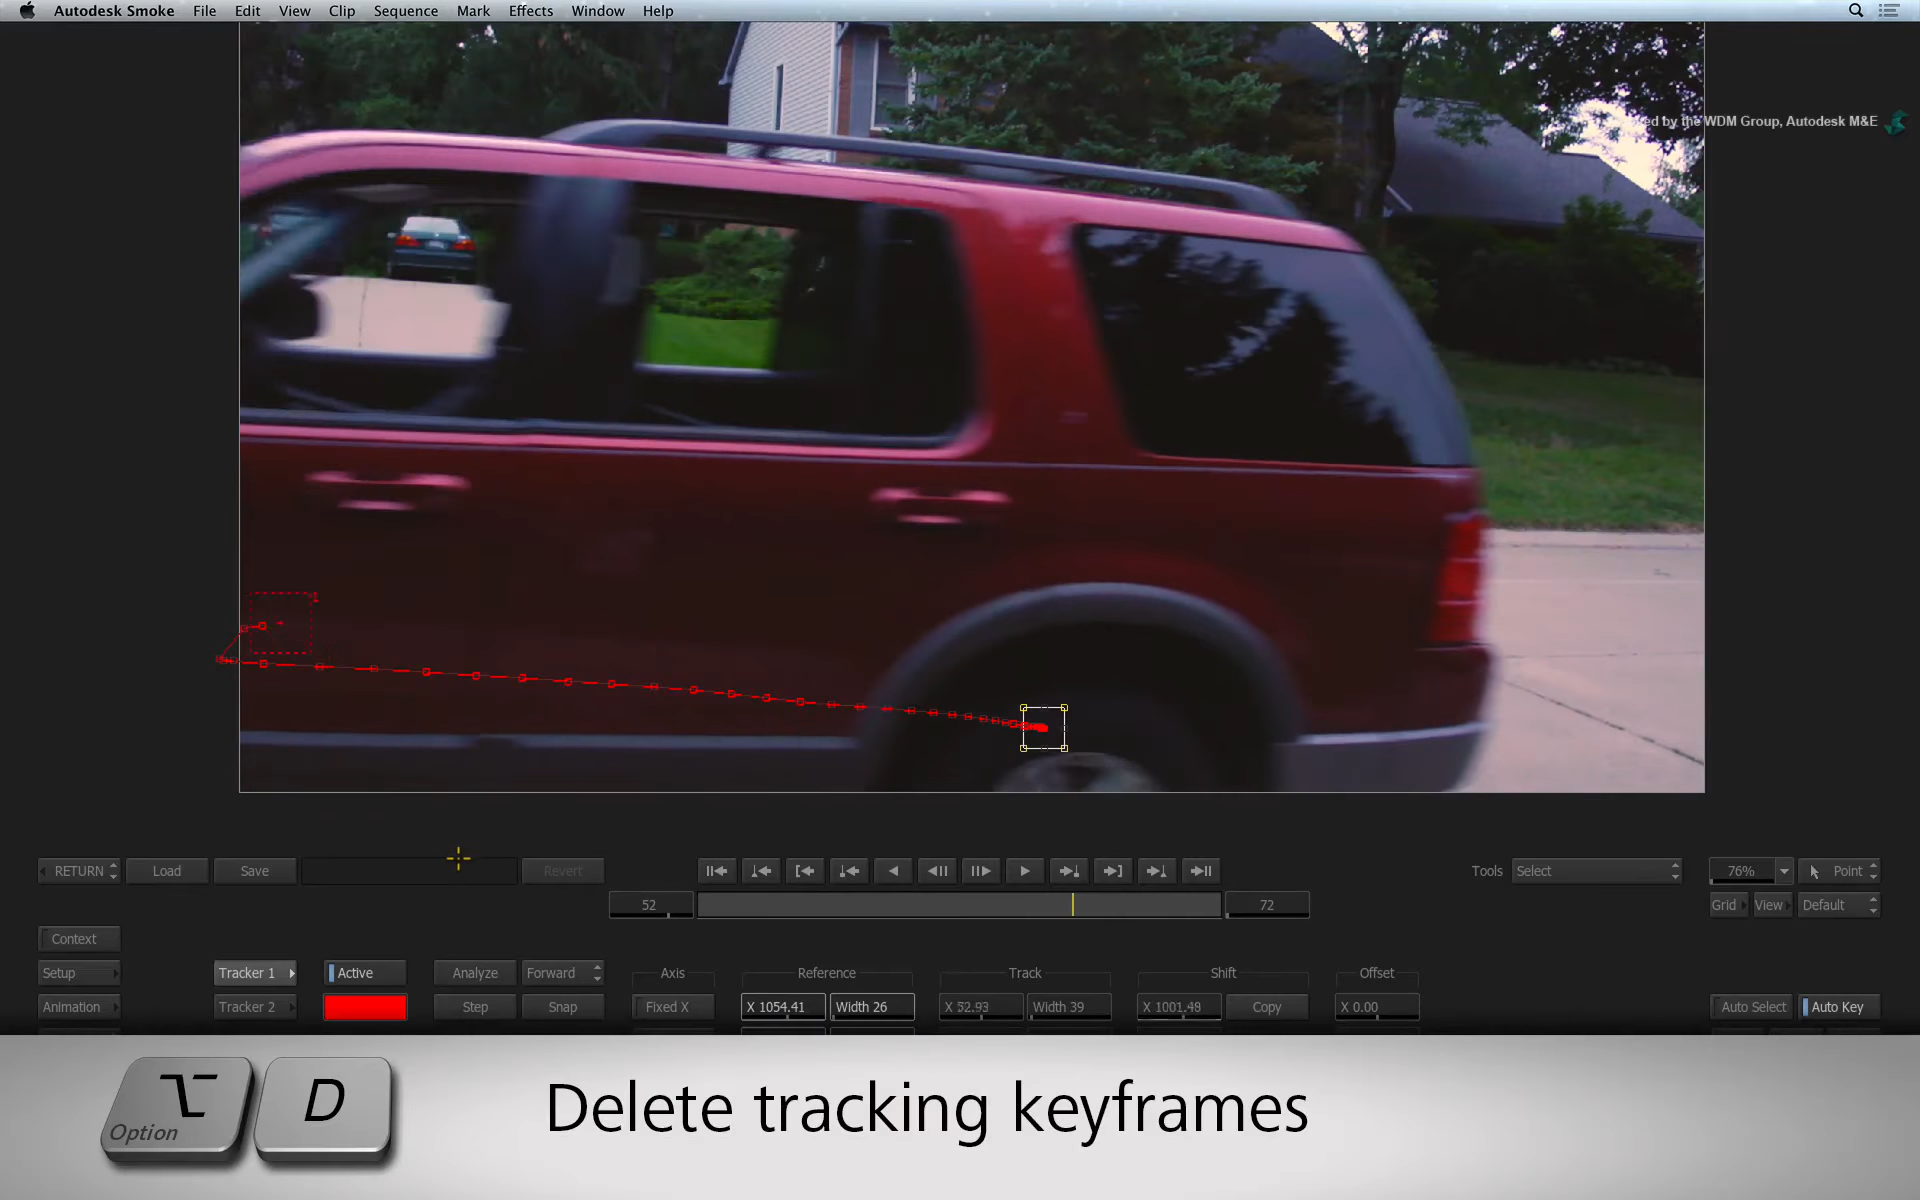 Autodesk Smoke File Edit View Clip Sequence Mark Effects Window Help
the WDM Group, Autodesk M&E
RETURN Load Save Revert Tools Select 76% Point
52 72 Grid View Default
Context
Setup Tracker 1 Active Analyze Forward Axis Reference Track Shift Offset
Animation Tracker 2 Step Snap Fixed X X 1054.41 Width 26 X 52.93 Width 39 X 1001.48 Copy X 0.00 Auto Select Auto Key
Option D Delete tracking keyframes